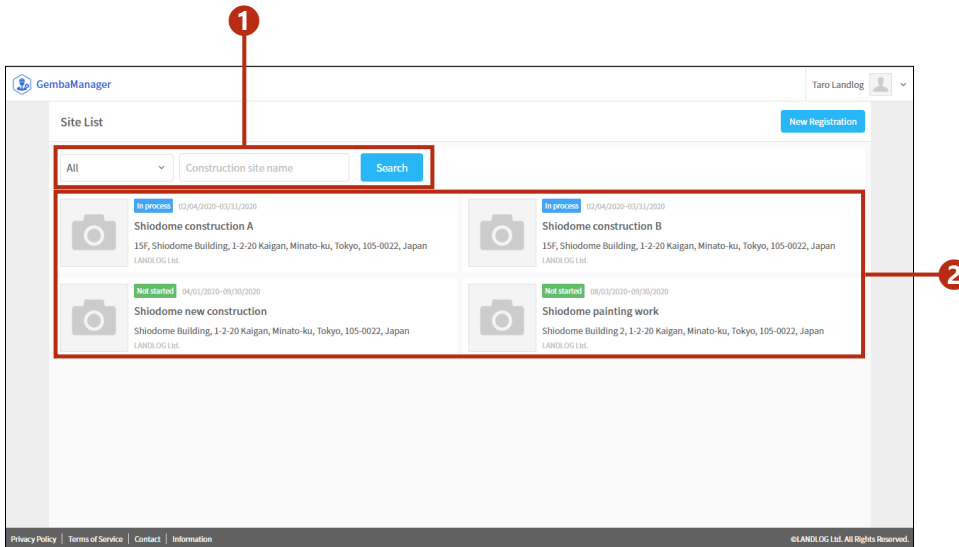 1
GembaManager
Taro Landlog
Site List
New Registration
All
Construction site name
Search
In process 02/04/2020-03/31/2020
Shiodome construction A
15F, Shiodome Building, 1-2-20 Kaigan, Minato-ku, Tokyo, 105-0022, Japan
LANDLOG Ltd.
In process 02/04/2020-03/31/2020
Shiodome construction B
15F, Shiodome Building, 1-2-20 Kaigan, Minato-ku, Tokyo, 105-0022, Japan
LANDLOG Ltd.
2
Not started 04/01/2020-09/30/2020
Shiodome new construction
Shiodome Building, 1-2-20 Kaigan, Minato-ku, Tokyo, 105-0022, Japan
LANDLOG Ltd.
Not started 08/03/2020-09/30/2020
Shiodome painting work
Shiodome Building 2, 1-2-20 Kaigan, Minato-ku, Tokyo, 105-0022, Japan
LANDLOG Ltd.
Privacy Policy | Terms of Service | Contact | Information
©LANDLOG Ltd. All Rights Reserved.